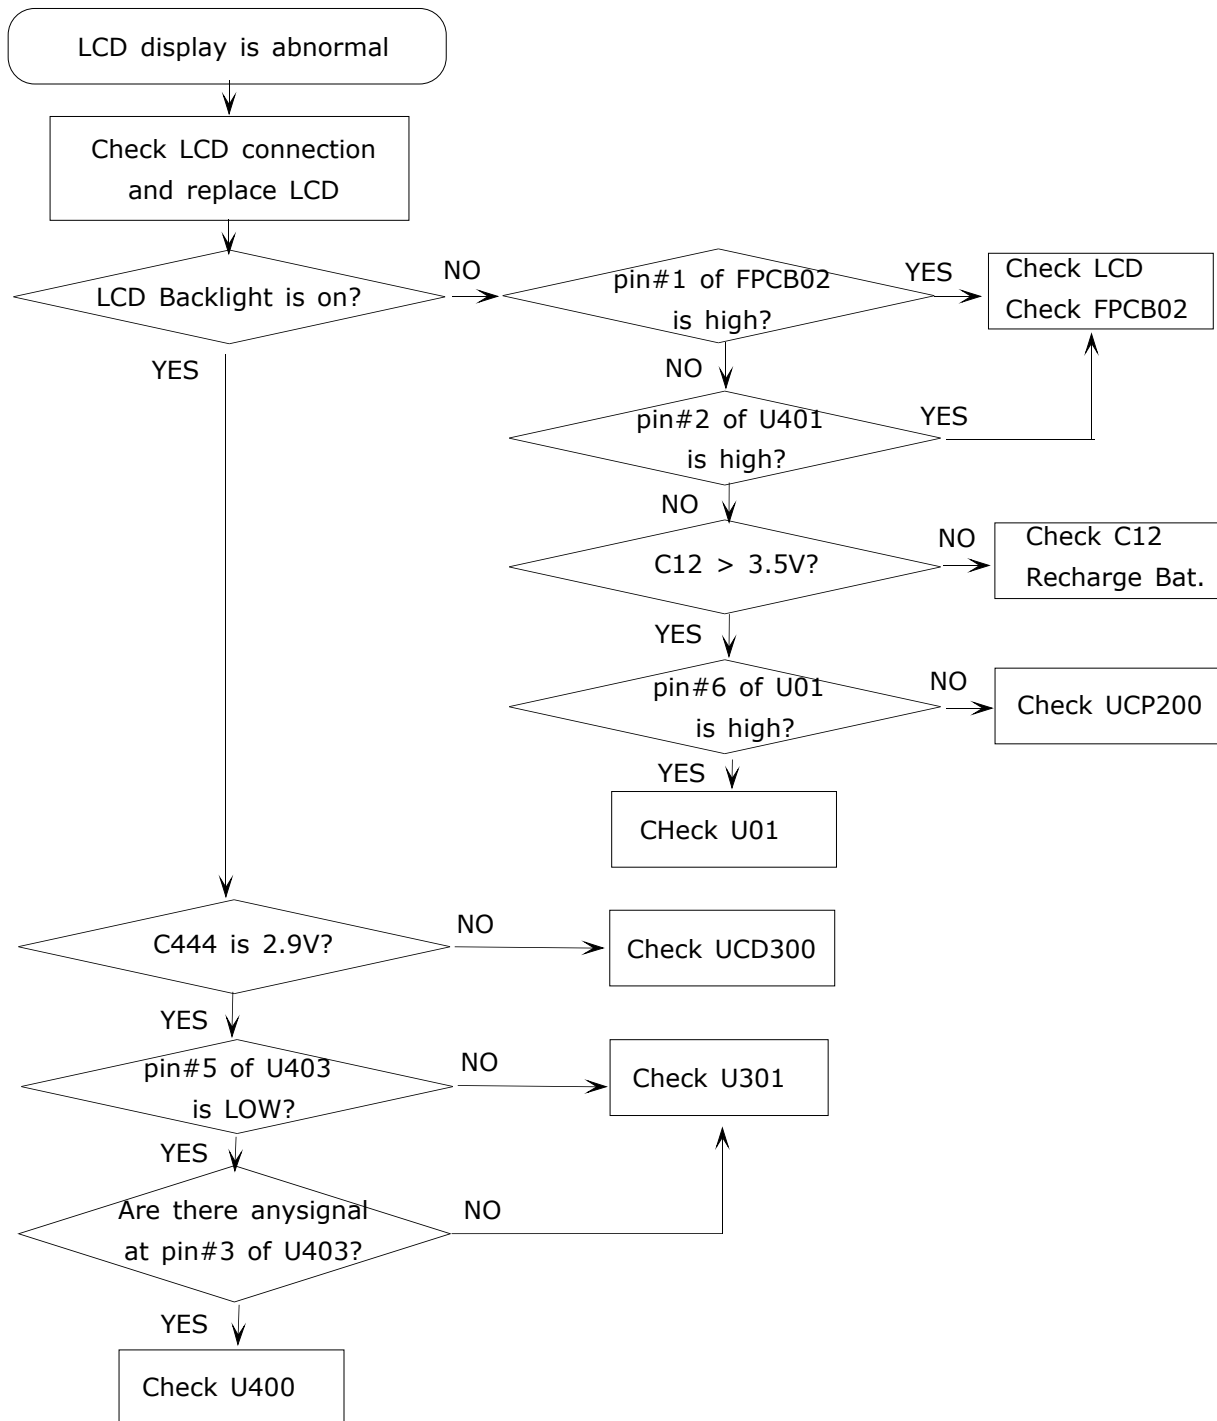 LCD display is abnormal
Check LCD connection
and replace LCD
LCD Backlight is on?
NO
pin#1 of FPCB02
is high?
YES
Check LCD
Check FPCB02
YES
NO
pin#2 of U401
is high?
YES
NO
C12 > 3.5V?
NO
Check C12
Recharge Bat.
YES
pin#6 of U01
is high?
NO
Check UCP200
YES
CHeck U01
C444 is 2.9V?
NO
Check UCD300
YES
pin#5 of U403
is LOW?
NO
Check U301
YES
Are there anysignal
at pin#3 of U403?
NO
YES
Check U400